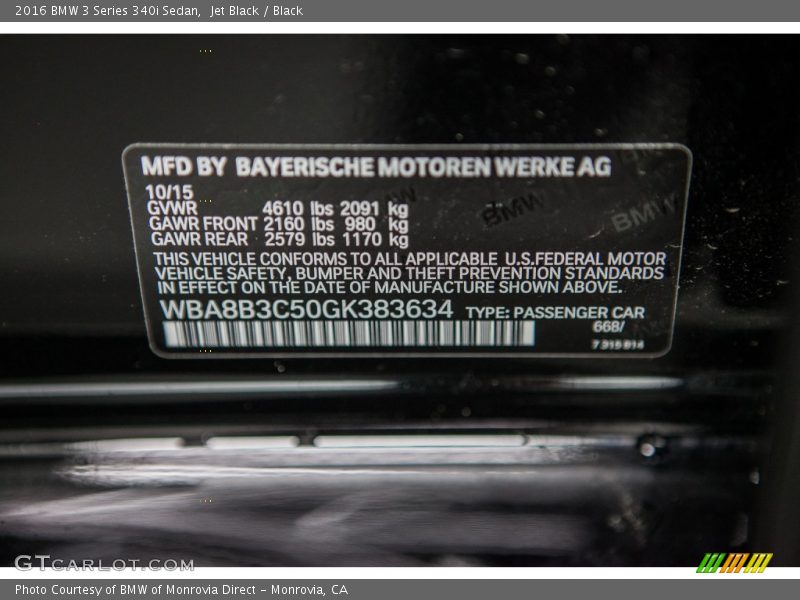 2016 BMW 3 Series 340i Sedan, Jet Black / Black
MFD BY BAYERISCHE MOTOREN WERKE AG
10/15
GVWR 4610 lbs 2091 kg
GAWR FRONT 2160 lbs 980 kg
GAWR REAR 2579 lbs 1170 kg
BMW
BMW
THIS VEHICLE CONFORMS TO ALL APPLICABLE U.S.FEDERAL MOTOR
VEHICLE SAFETY, BUMPER AND THEFT PREVENTION STANDARDS
IN EFFECT ON THE DATE OF MANUFACTURE SHOWN ABOVE.
WBA8B3C50GK383634 TYPE: PASSENGER CAR
668/
GTCARLOT.COM
Photo Courtesy of BMW of Monrovia Direct – Monrovia, CA